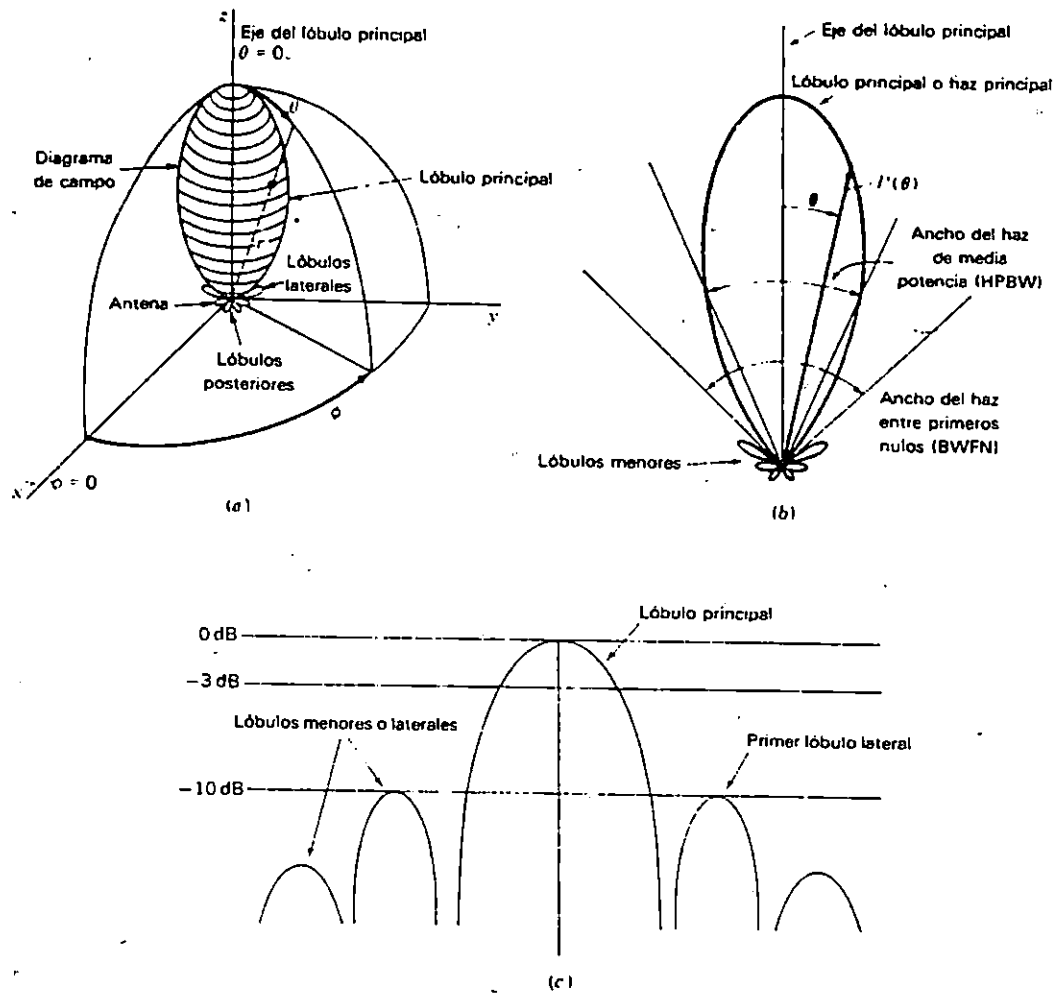 z
Eje del lóbulo principal
θ = 0.
θ
Diagrama
de campo
Lóbulo principal
r
Lóbulos
laterales
Antena
y
Lóbulos
posteriores
ϕ
x
= 0
(a)
Eje del lóbulo principal
Lóbulo principal o haz principal
θ
(θ)
Ancho del haz
de media
potencia (HPBW)
Ancho del haz
entre primeros
nulos (BWFN)
Lóbulos menores
(b)
Lóbulo principal
0 dB
−3 dB
Lóbulos menores o laterales
Primer lóbulo lateral
−10 dB
(c)